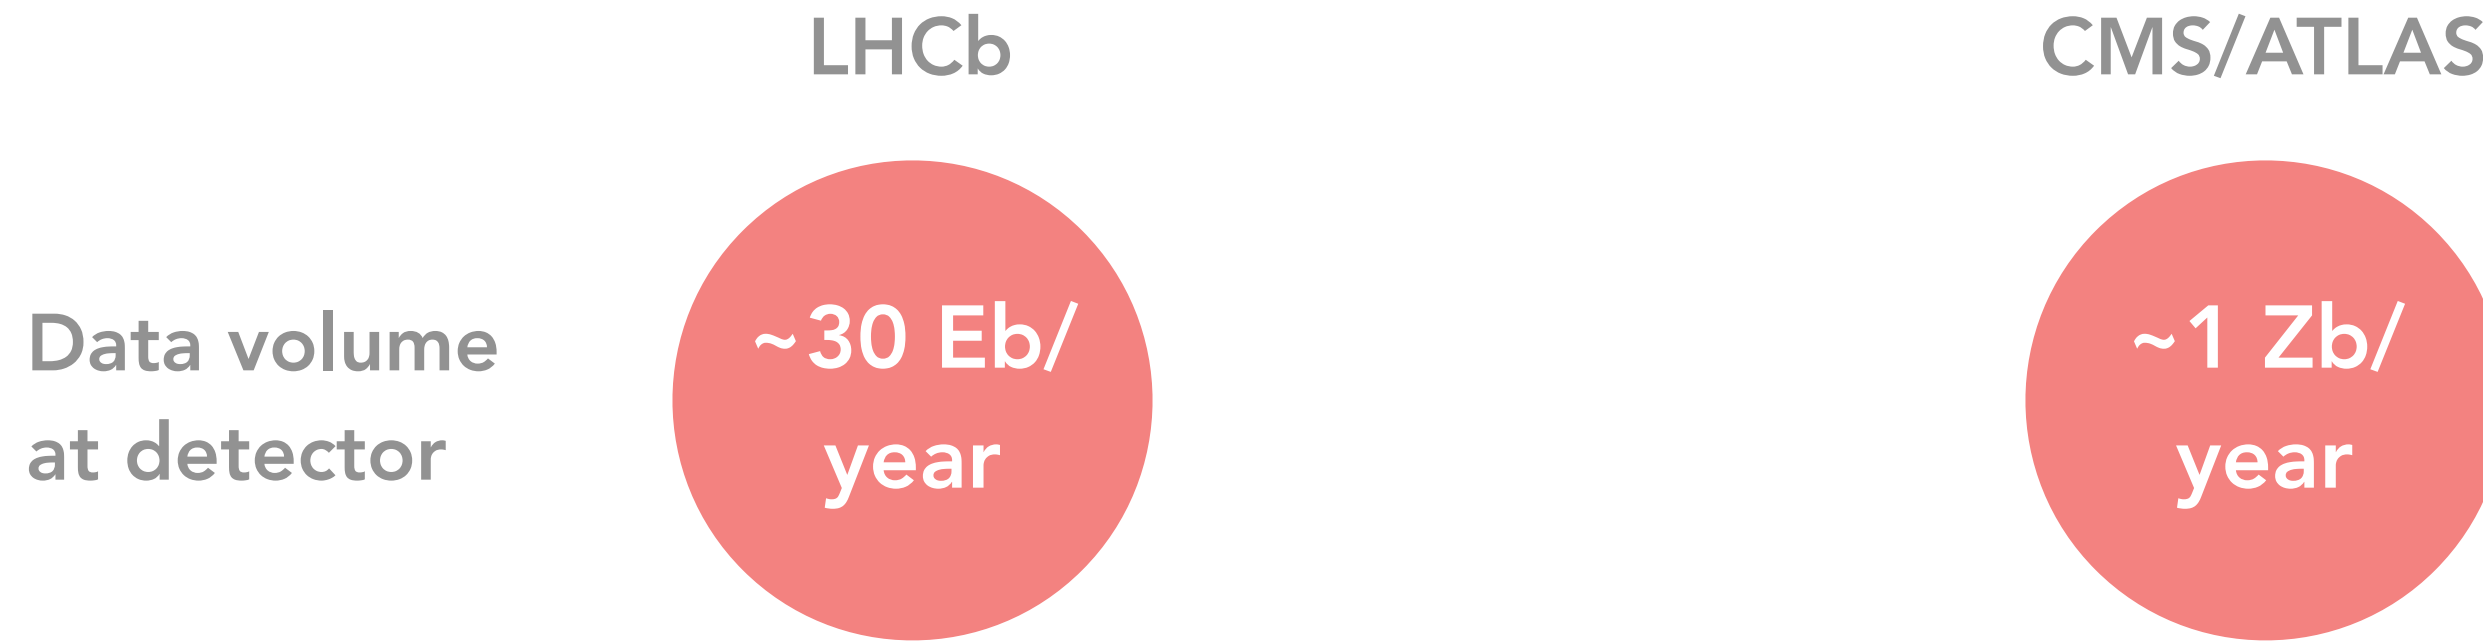 LHCb
CMS/ATLAS
Data volume
at detector
~30 Eb/
year
~1 Zb/
year